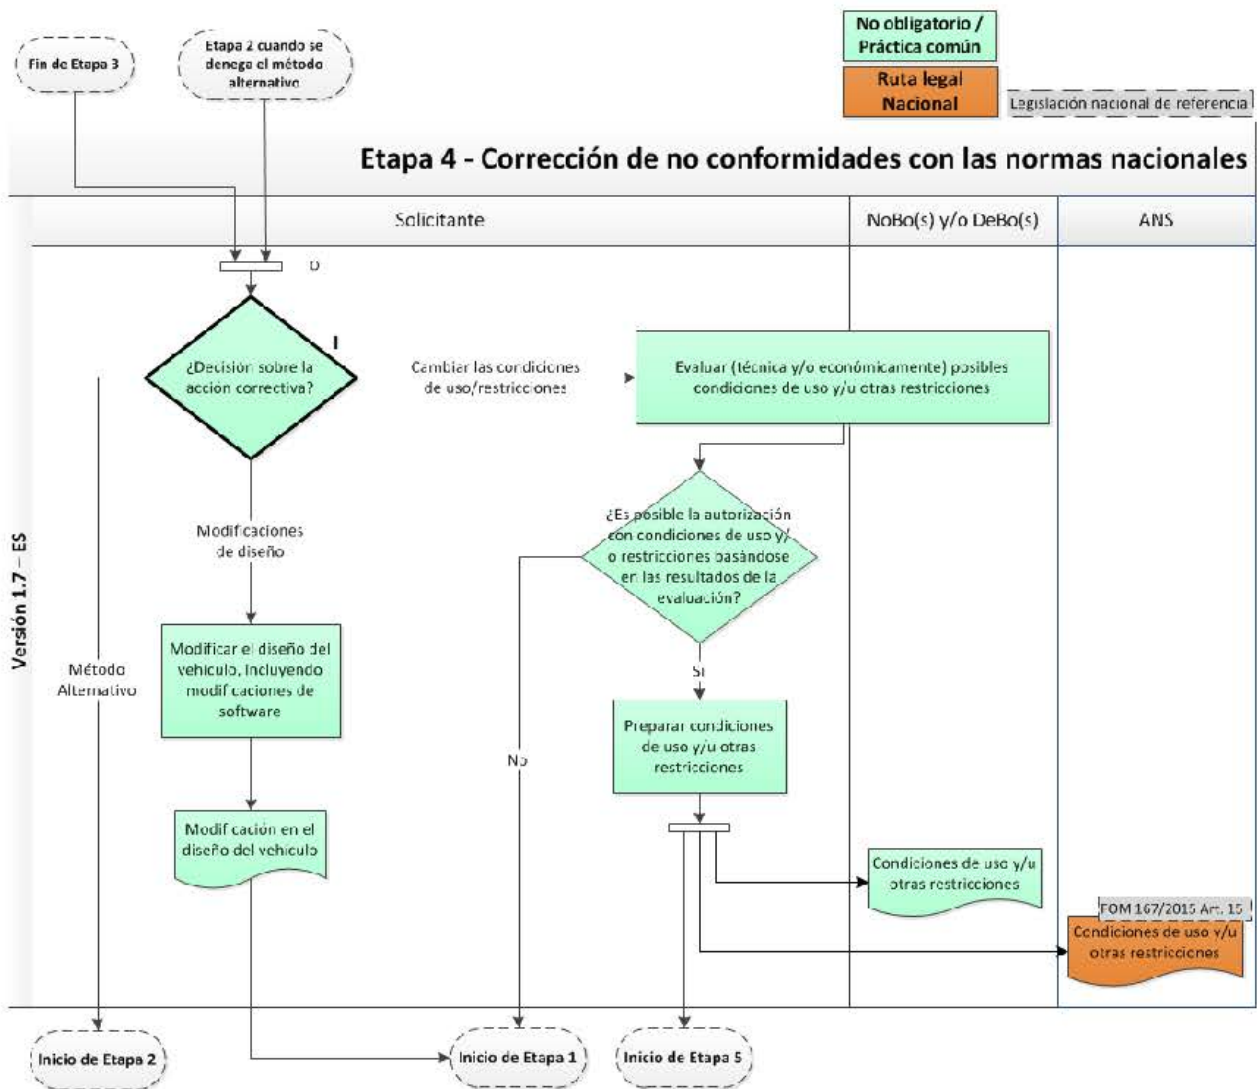 Fin de Etapa 3
Etapa 2 cuando se
denega el método
alternativo
No obligatorio /
Práctica común
Ruta legal
Nacional
Legislación nacional de referencia
Etapa 4 - Corrección de no conformidades con las normas nacionales
Versión 1.7 – ES
Solicitante
NoBo(s) y/o DeBo(s)
ANS
O
¿Decisión sobre la
acción correctiva?
I
Cambiar las condiciones
de uso/restricciones
Evaluar (técnica y/o económicamente) posibles
condiciones de uso y/u otras restricciones
Modificaciones
de diseño
¿Es posible la autorización
con condiciones de uso y/
o restricciones basándose
en las resultados de la
evaluación?
Método
Alternativo
Modificar el diseño del
vehículo, incluyendo
modificaciones de
software
Sí
No
Preparar condiciones
de uso y/u otras
restricciones
Modificación en el
diseño del vehículo
Condiciones de uso y/u
otras restricciones
FOM 167/2015 Art. 15
Condiciones de uso y/u
otras restricciones
Inicio de Etapa 2
Inicio de Etapa 1
Inicio de Etapa 5